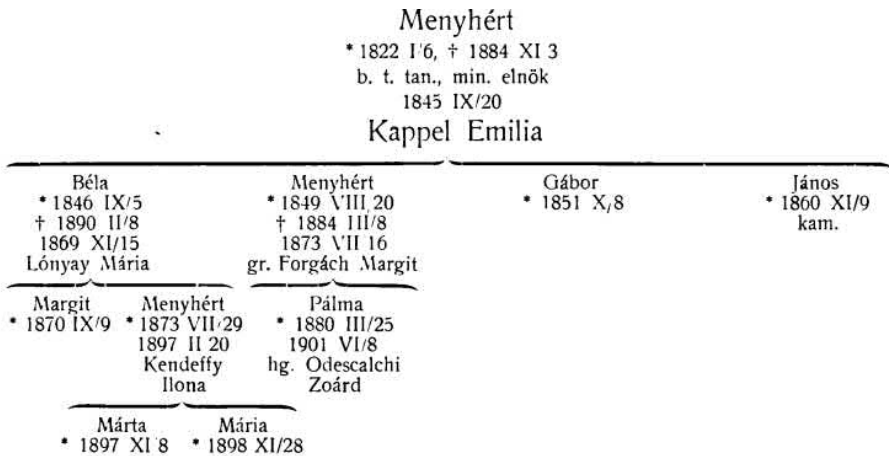 Menyhért
* 1822 I/6, † 1884 XI 3
b. t. tan., min. elnök
1845 IX/20
Kappel Emilia
Béla
* 1846 IX/5
† 1890 II/8
1869 XI/15
Lónyay Mária
Menyhért
* 1849 VIII, 20
† 1884 III/8
1873 VII 16
gr. Forgách Margit
Gábor
* 1851 X/8
János
* 1860 XI/9
kam.
Margit
* 1870 IX/9
Menyhért
* 1873 VII/29
1897 II 20
Kendeffy
Ilona
Pálma
* 1880 III/25
1901 VI/8
hg. Odescalchi
Zoárd
Márta
* 1897 XI 8
Mária
* 1898 XI/28